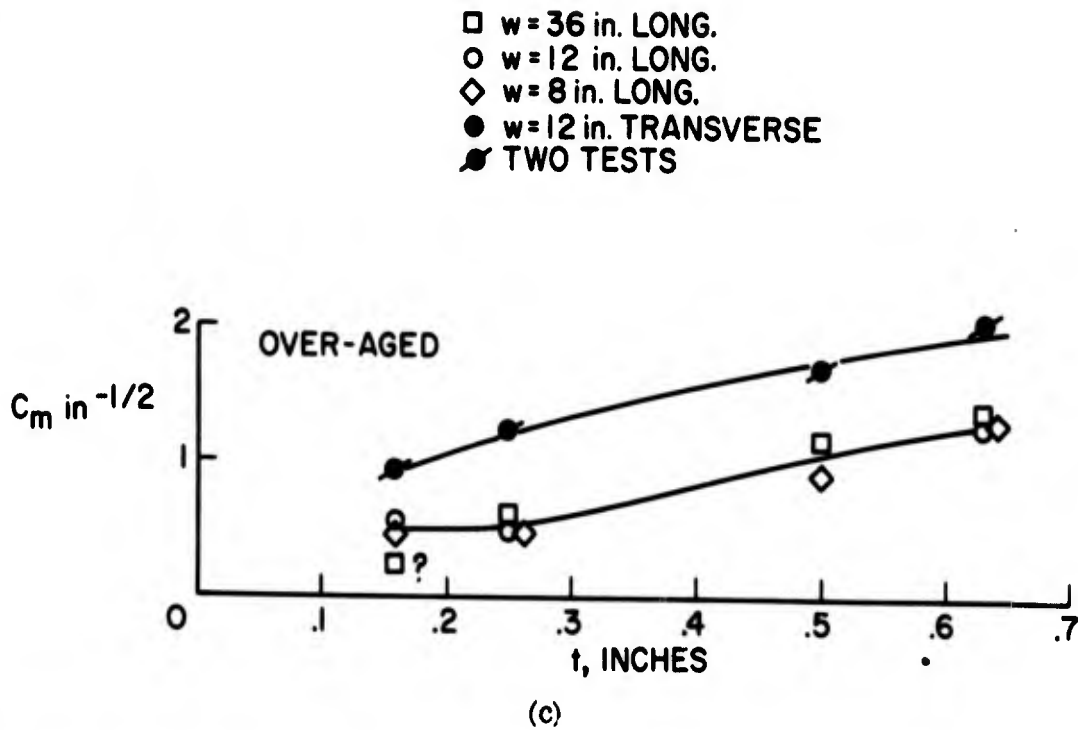 w = 36 in. LONG.
w = 12 in. LONG.
w = 8 in. LONG.
w = 12 in. TRANSVERSE
TWO TESTS
2
OVER-AGED
Cm in -1/2
1
?
0 .1 .2 .3 .4 .5 .6 .7
t, INCHES
(c)